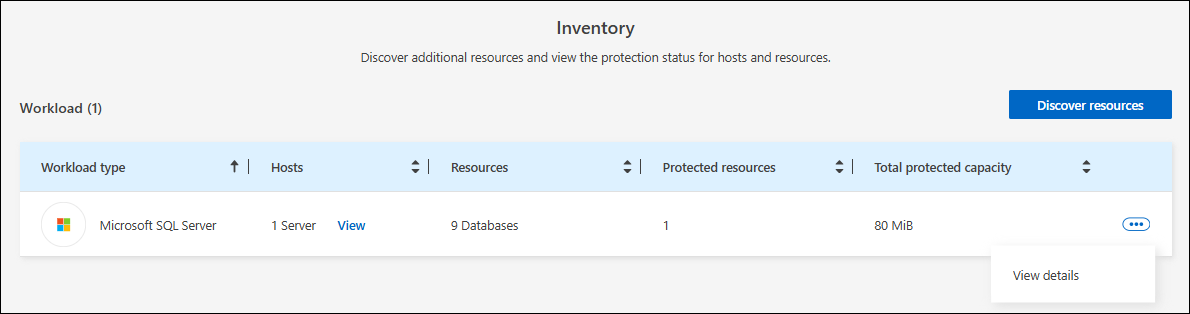 Inventory
Discover additional resources and view the protection status for hosts and resources.
Workload (1)
Discover resources
Workload type Hosts Resources Protected resources Total protected capacity
Microsoft SQL Server 1 Server View 9 Databases 1 80 MiB
View details